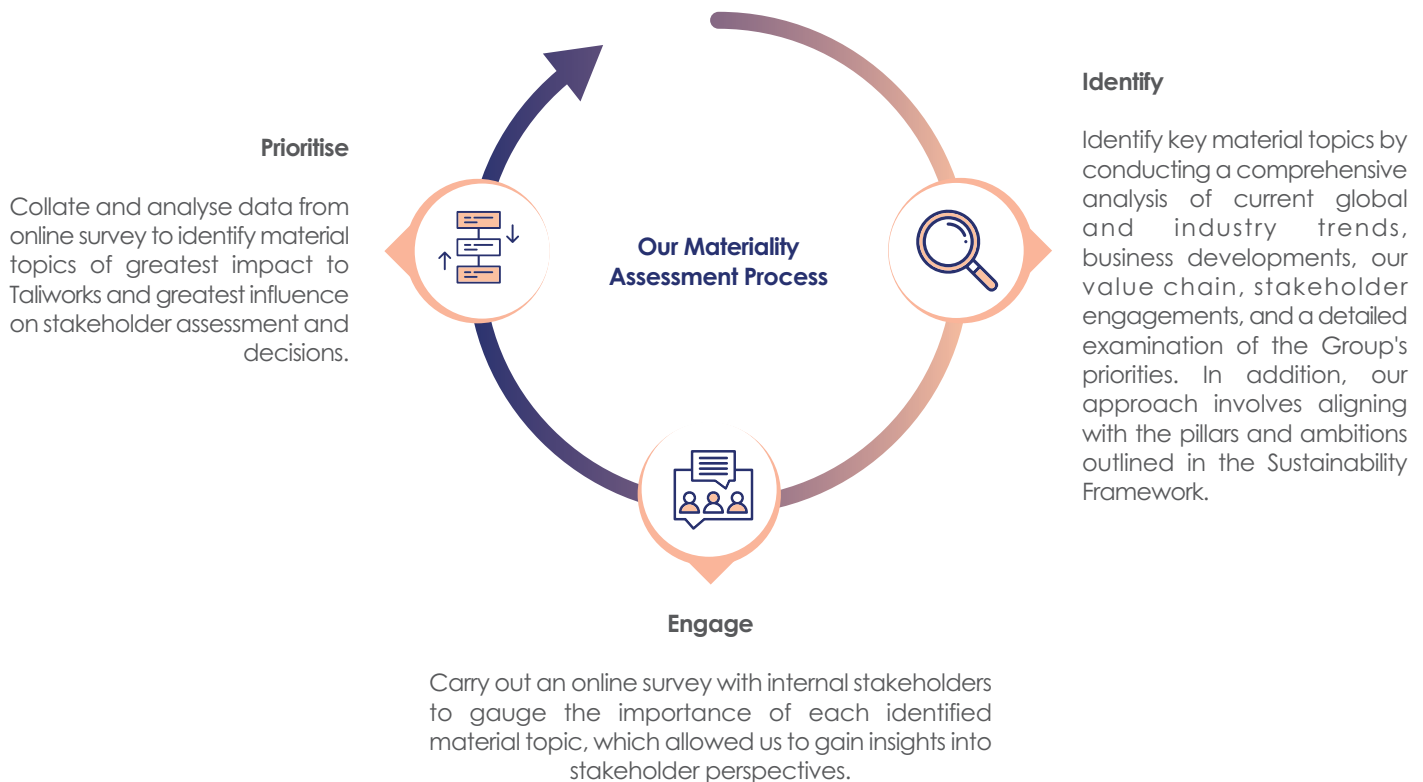 Our Materiality
Assessment Process
Identify
Identify key material topics by
conducting a comprehensive
analysis of current global
and industry trends,
business developments, our
value chain, stakeholder
engagements, and a detailed
examination of the Group's
priorities. In addition, our
approach involves aligning
with the pillars and ambitions
outlined in the Sustainability
Framework.
Engage
Carry out an online survey with internal stakeholders
to gauge the importance of each identified
material topic, which allowed us to gain insights into
stakeholder perspectives.
Prioritise
Collate and analyse data from
online survey to identify material
topics of greatest impact to
Taliworks and greatest influence
on stakeholder assessment and
decisions.